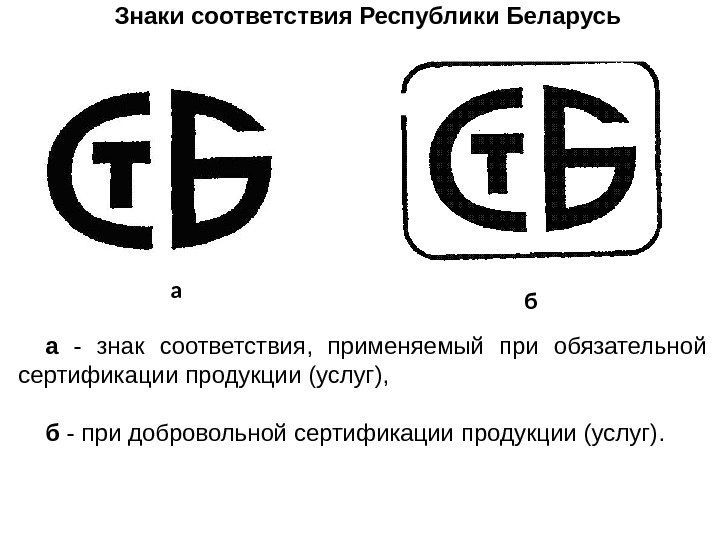 Знаки соответствия Республики Беларусь
СТБ СТБ
а
б
а - знак соответствия, применяемый при обязательной
сертификации продукции (услуг),
б - при добровольной сертификации продукции (услуг).